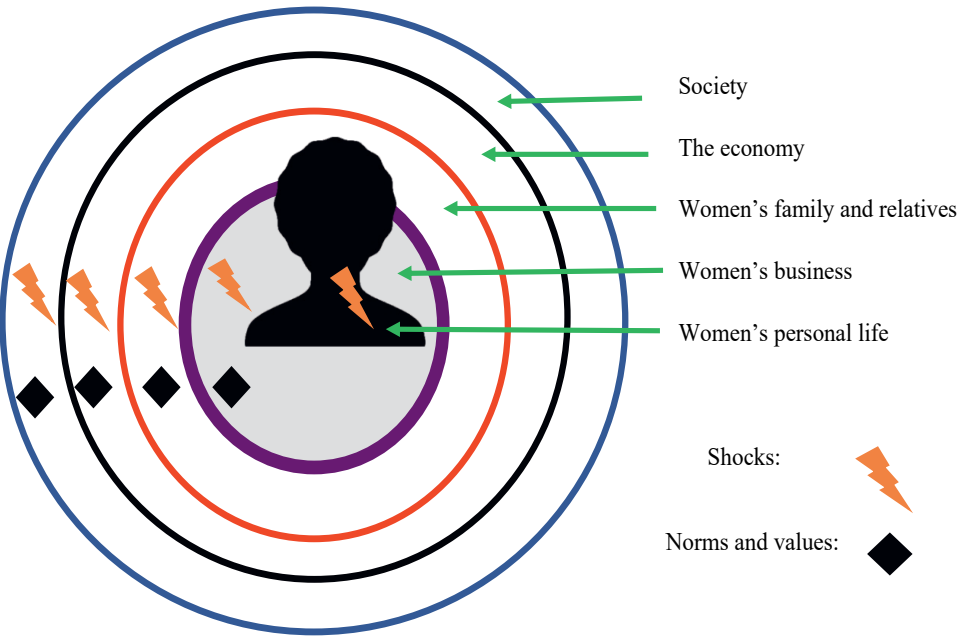 Society
The economy
Women’s family and relatives
Women’s business
Women’s personal life
Shocks:
Norms and values: